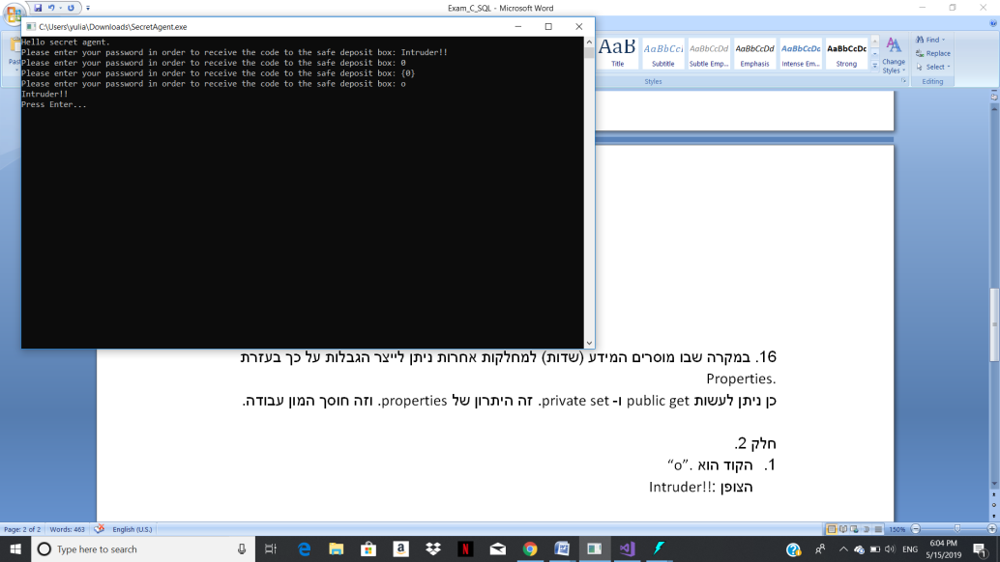 Exam_C_SQL - Microsoft Word
C:\Users\yulia\Downloads\SecretAgent.exe
Hello secret agent.
Please enter your password in order to receive the code to the safe deposit box: Intruder!!
Please enter your password in order to receive the code to the safe deposit box: 0
Please enter your password in order to receive the code to the safe deposit box: {0}
Please enter your password in order to receive the code to the safe deposit box: o
Intruder!!
Press Enter...
AaB AaBbCcI AaBbCcDd AaBbCcDd AaBbCcDc AaBbCcDc
Title Subtitle Subtle Emp... Emphasis Intense Em... Strong
Change Styles
Find
Replace
Select
Styles
Editing
16. במקרה שבו מוסרים המידע (שדות) למחלקות אחרות ניתן לייצר הגבלות על כך בעזרת
Properties.
כן ניתן לעשות public get ו- private set. זה היתרון של properties. וזה חוסך המון עבודה.
חלק 2.
1. הקוד הוא .”o“
הצופן :!!Intruder
Page: 2 of 2 Words: 463 English (U.S.) 150%
Type here to search
ENG
6:04 PM
5/15/2019